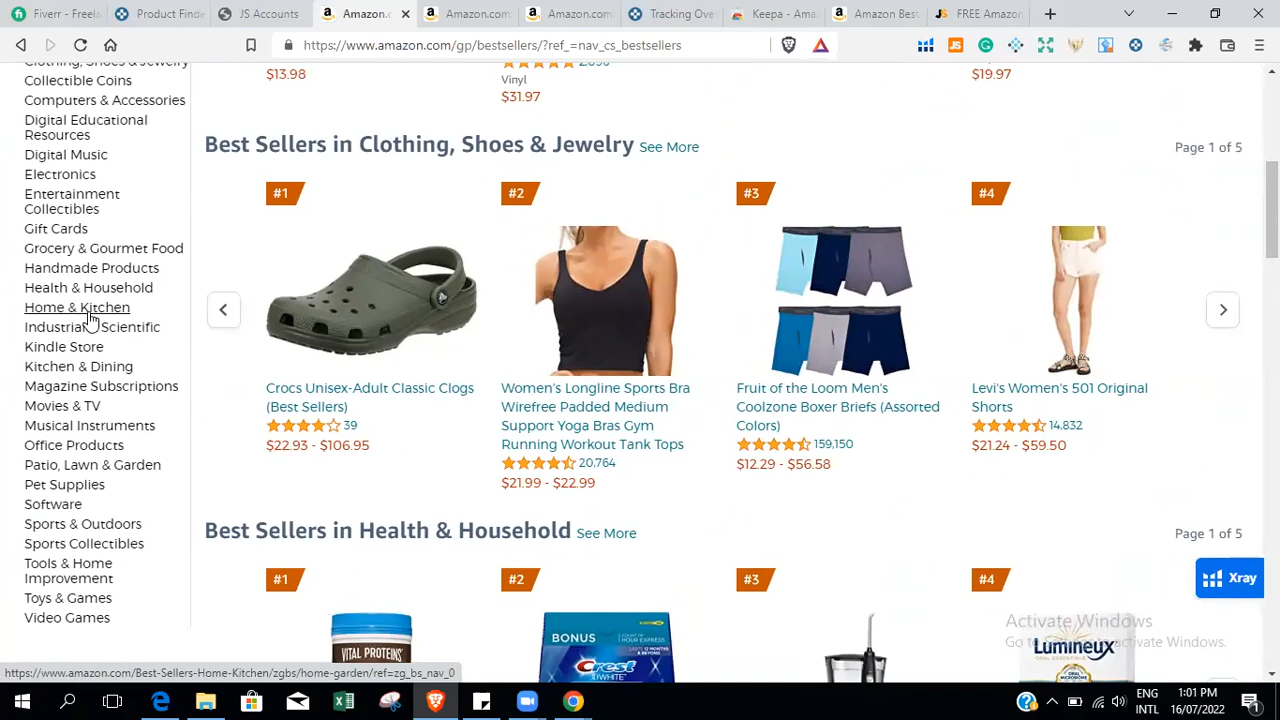 Fiverr - Freela
Product Finde
JS Accounts
Amazon.c
Amazon.com
Amazon.com
Tracking Ove
Keepa - Amaz
Amazon Best
FREE Amazon
https://www.amazon.com/gp/bestsellers/?ref_=nav_cs_bestsellers
Clothing, Shoes & Jewelry
Collectible Coins
Computers & Accessories
Digital Educational
Resources
Digital Music
Electronics
Entertainment
Collectibles
Gift Cards
Grocery & Gourmet Food
Handmade Products
Health & Household
Home & Kitchen
Industrial & Scientific
Kindle Store
Kitchen & Dining
Magazine Subscriptions
Movies & TV
Musical Instruments
Office Products
Patio, Lawn & Garden
Pet Supplies
Software
Sports & Outdoors
Sports Collectibles
Tools & Home
Improvement
Toys & Games
Video Games
$13.98
Vinyl
$31.97
$19.97
Best Sellers in Clothing, Shoes & Jewelry See More
Page 1 of 5
#1
Crocs Unisex-Adult Classic Clogs
(Best Sellers)
39
$22.93 - $106.95
#2
Women's Longline Sports Bra
Wirefree Padded Medium
Support Yoga Bras Gym
Running Workout Tank Tops
20,764
$21.99 - $22.99
#3
Fruit of the Loom Men's
Coolzone Boxer Briefs (Assorted
Colors)
159,150
$12.29 - $56.58
#4
Levi's Women's 501 Original
Shorts
14,832
$21.24 - $59.50
Best Sellers in Health & Household See More
Page 1 of 5
#1
VITAL PROTEINS
#2
BONUS
Crest
WHITE
#3
#4
Lumineux
Xray
Activate Windows
Go to Settings to activate Windows.
https://www.amazon.com/Best-Sellers-Home-Kitchen/zgbs/home-garden/ref=zg_bs_nav_0
ENG
INTL
1:01 PM
16/07/2022